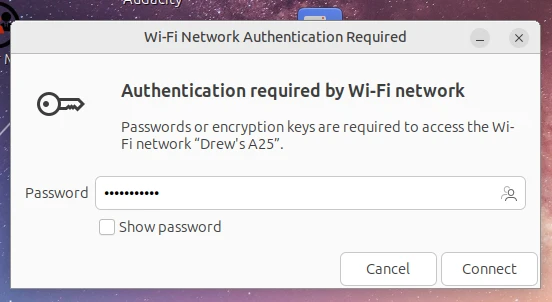 Audacity
Wi-Fi Network Authentication Required
Authentication required by Wi-Fi network
Passwords or encryption keys are required to access the Wi-
Fi network “Drew's A25”.
Password •••••••••••
Show password
Cancel Connect